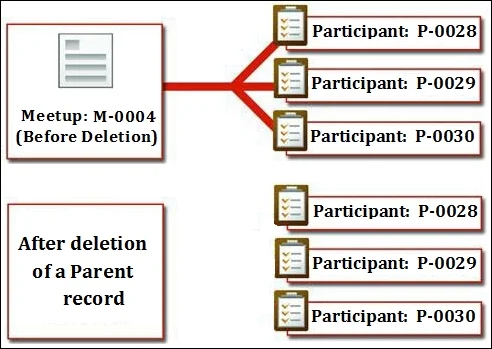 Participant: P-0028
Participant: P-0029
Meetup: M-0004
(Before Deletion)
Participant: P-0030
After deletion
of a Parent
record
Participant: P-0028
Participant: P-0029
Participant: P-0030